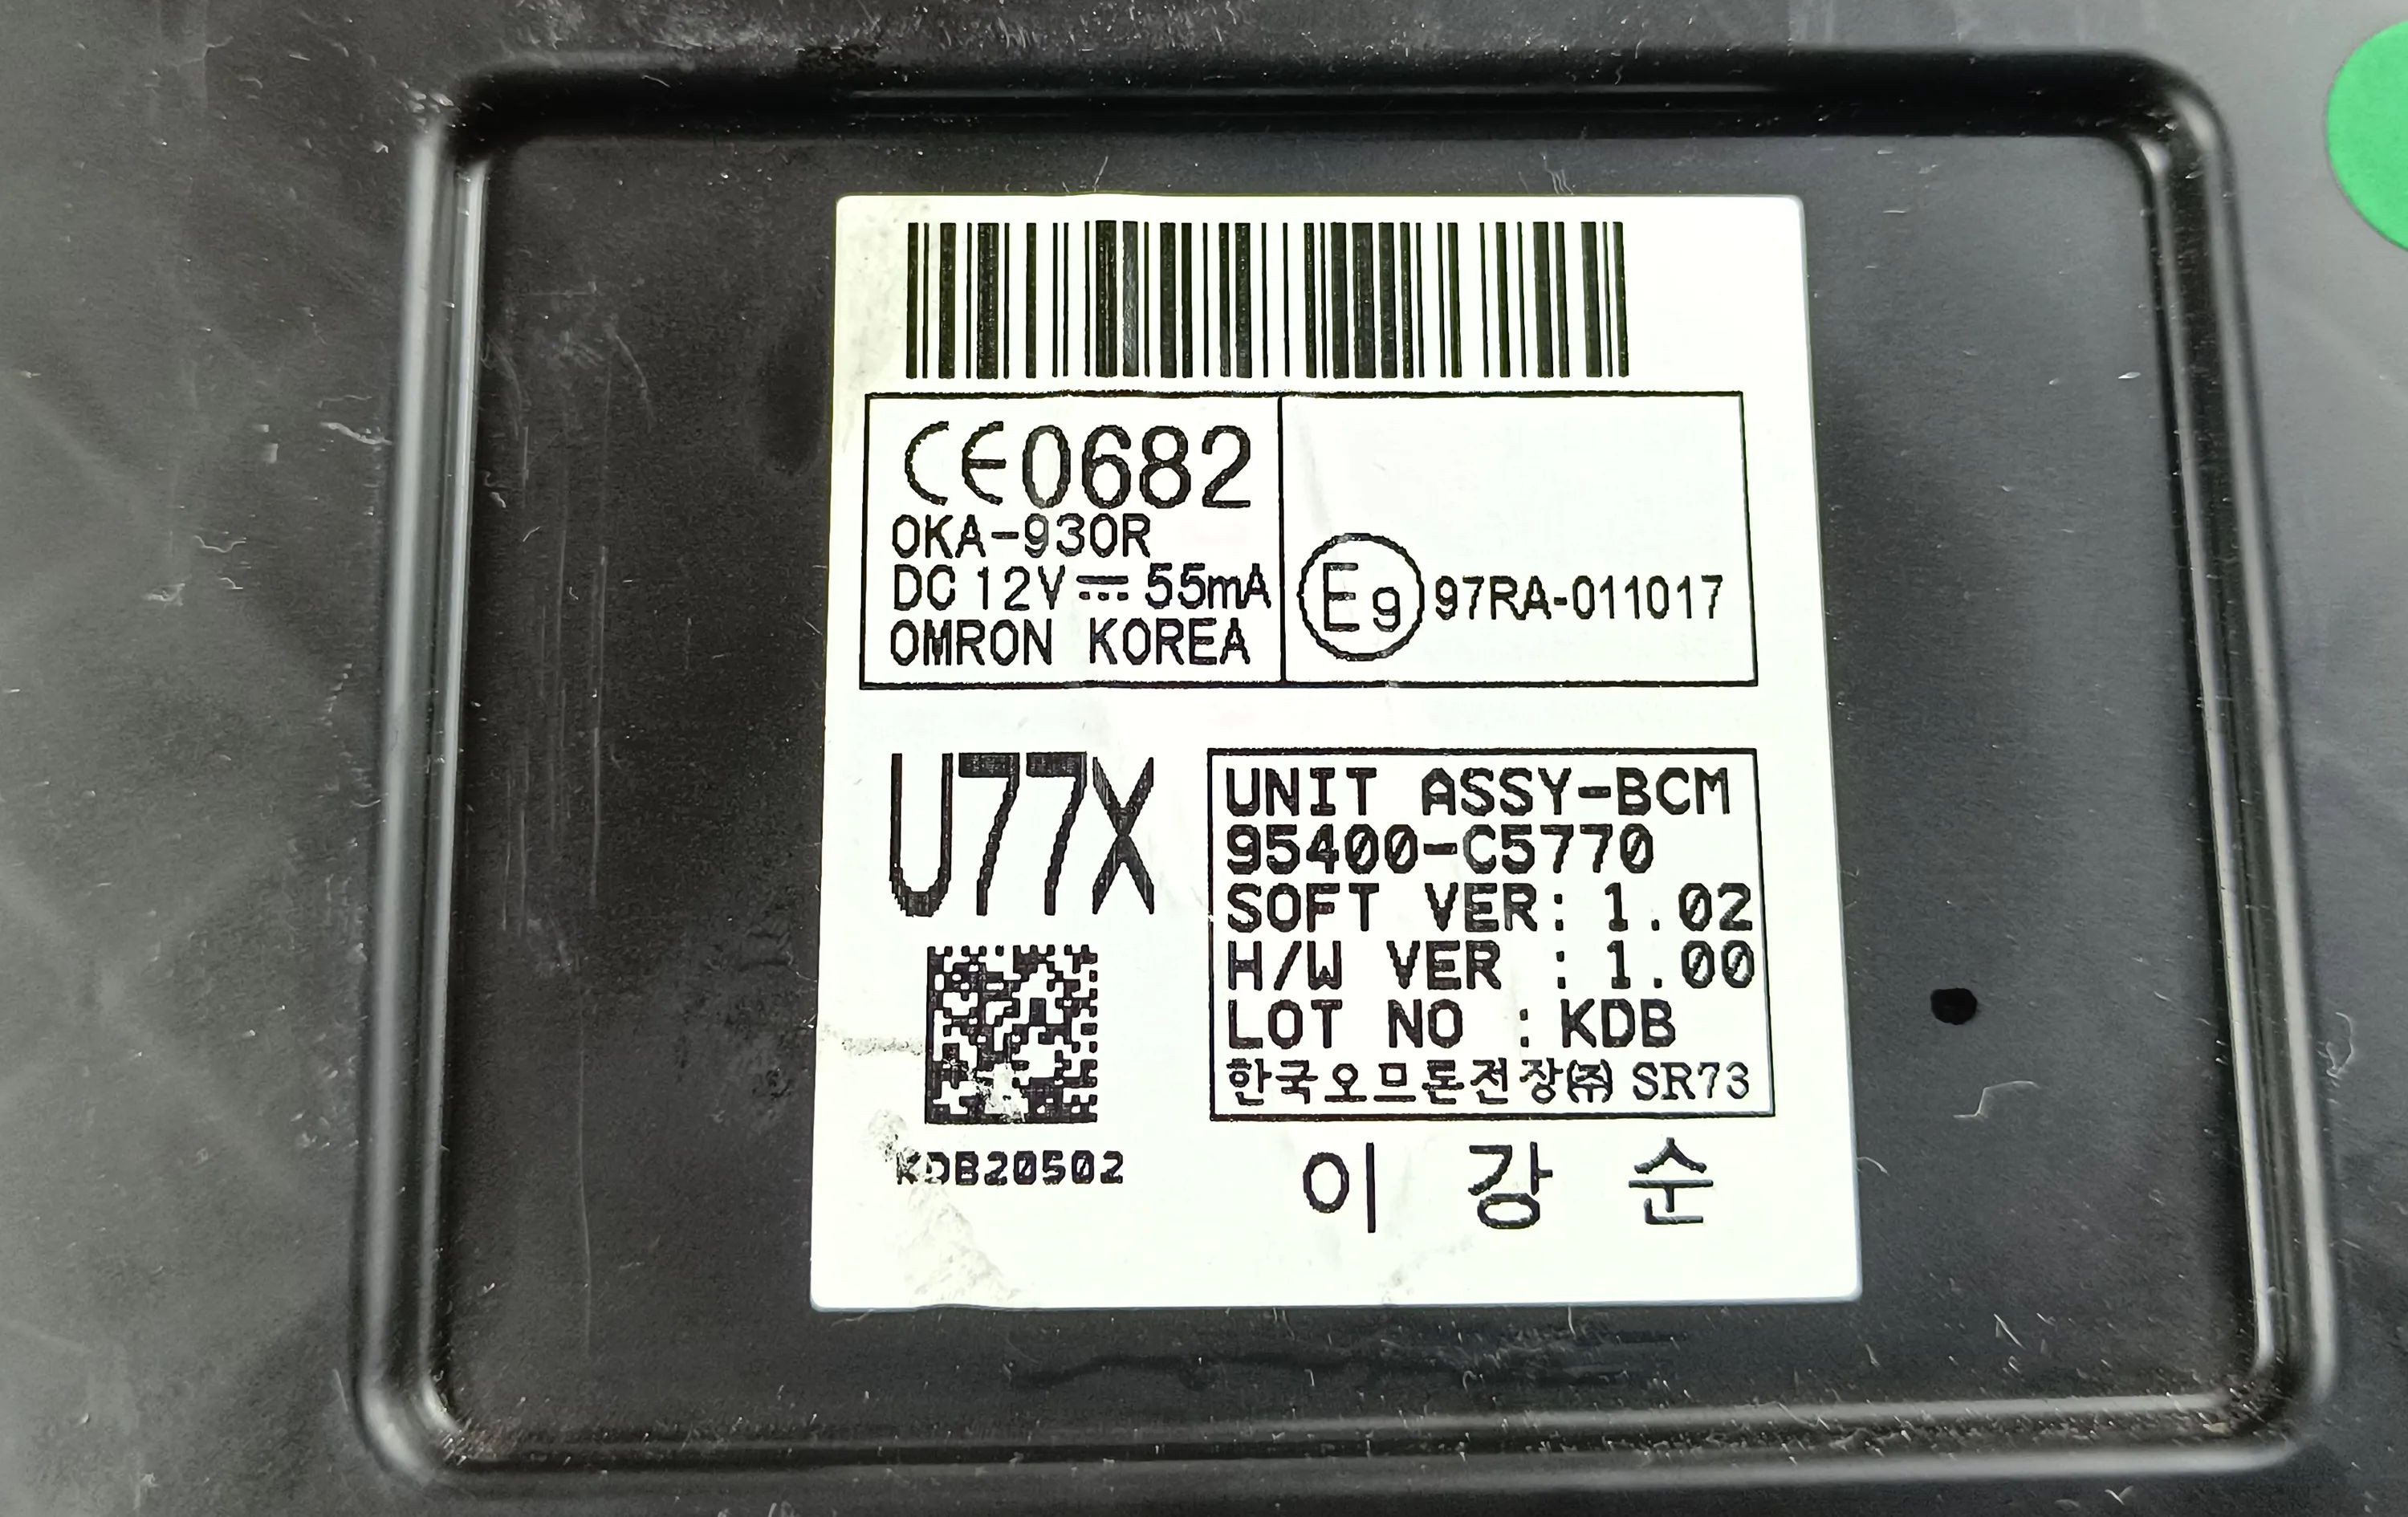 CE0682
OKA-930R
DC 12V⎓55mA
OMRON KOREA
E9 97RA-011017
U77X
UNIT ASSY-BCM
95400-C5770
SOFT VER: 1.02
H/W VER : 1.00
LOT NO : KDB
한국오므론전장㈜ SR73
KDB20502
이 강 순